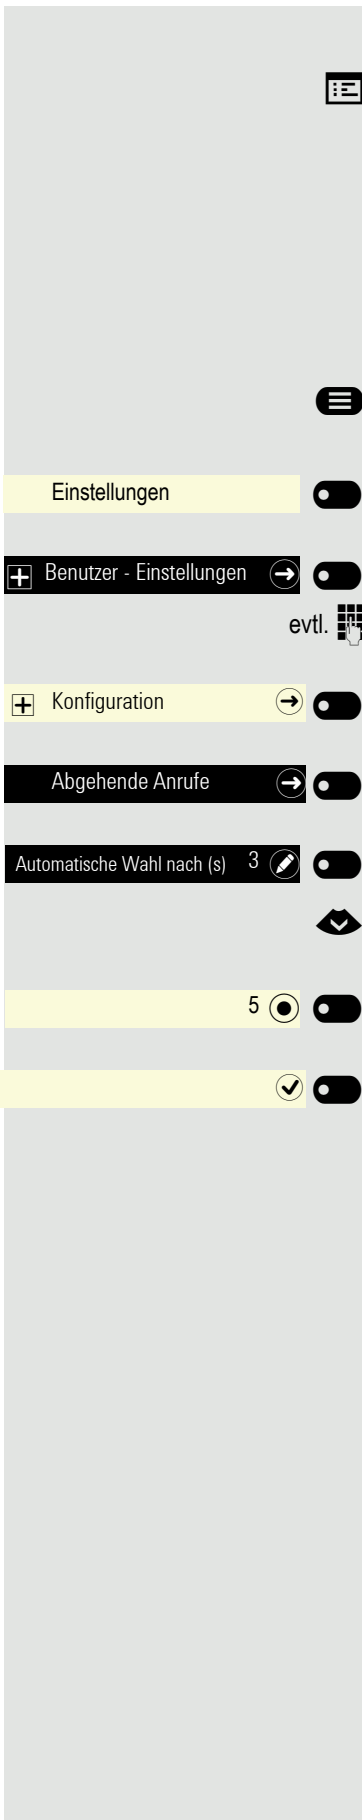 Einstellungen
Benutzer - Einstellungen
evtl.
Konfiguration
Abgehende Anrufe
Automatische Wahl nach (s) 3
5